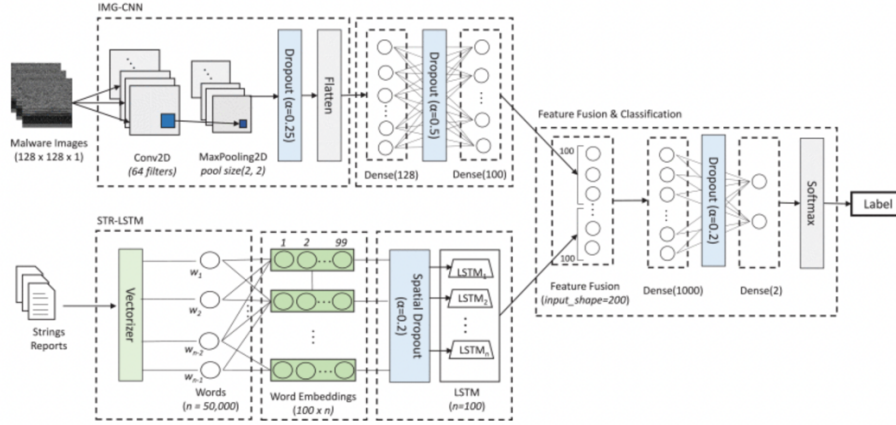 IMG-CNN
Malware Images
(128 x 128 x 1)
Conv2D
(64 filters)
MaxPooling2D
pool size(2, 2)
Dropout (α=0.25)
Flatten
Dense(128)
Dropout (α=0.5)
Dense(100)
STR-LSTM
Strings
Reports
Vectorizer
w1
w2
wn-2
wn-1
Words
(n = 50,000)
1 2 99
Word Embeddings
(100 x n)
Spatial Dropout
(α=0.2)
LSTM1
LSTM2
LSTMn
LSTM
(n=100)
Feature Fusion & Classification
100
100
Feature Fusion
(input_shape=200)
Dense(1000)
Dropout (α=0.2)
Dense(2)
Softmax
Label